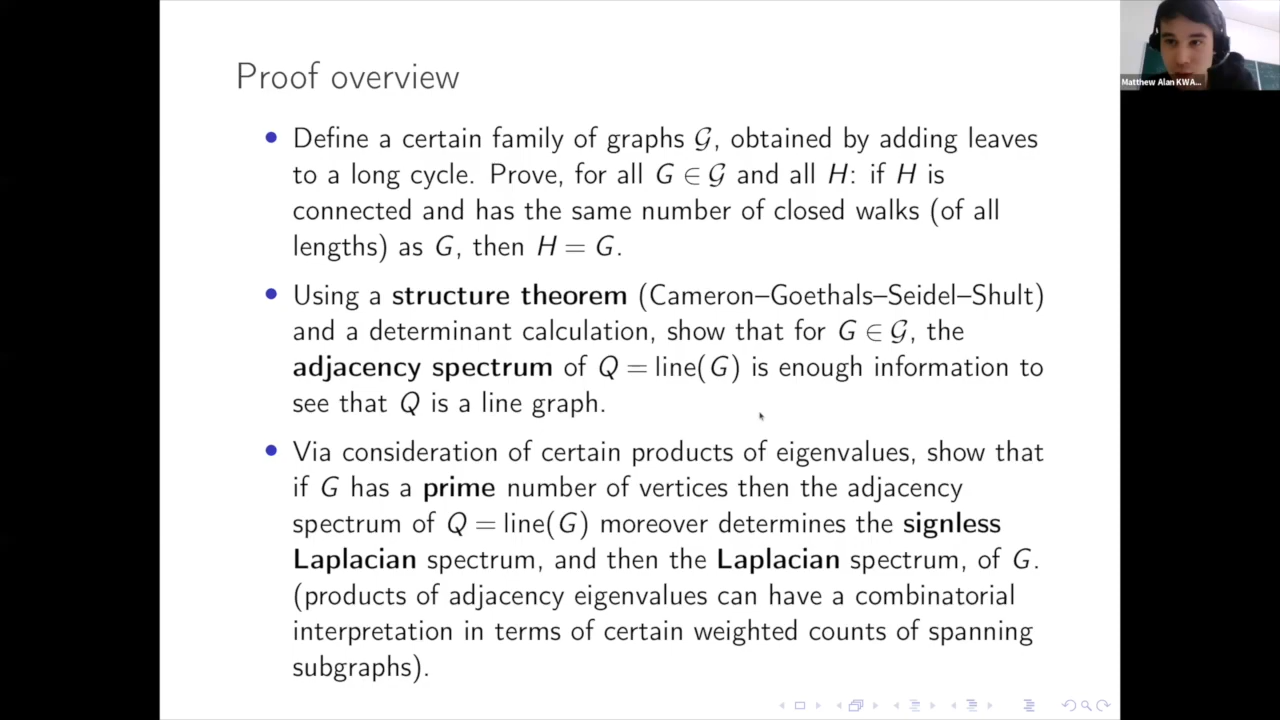 Proof overview
• Define a certain family of graphs 𝒢, obtained by adding leaves
to a long cycle. Prove, for all G ∈ 𝒢 and all H: if H is
connected and has the same number of closed walks (of all
lengths) as G, then H = G.
• Using a structure theorem (Cameron–Goethals–Seidel–Shult)
and a determinant calculation, show that for G ∈ 𝒢, the
adjacency spectrum of Q = line(G) is enough information to
see that Q is a line graph.
• Via consideration of certain products of eigenvalues, show that
if G has a prime number of vertices then the adjacency
spectrum of Q = line(G) moreover determines the signless
Laplacian spectrum, and then the Laplacian spectrum, of G.
(products of adjacency eigenvalues can have a combinatorial
interpretation in terms of certain weighted counts of spanning
subgraphs).
Matthew Alan KWA...